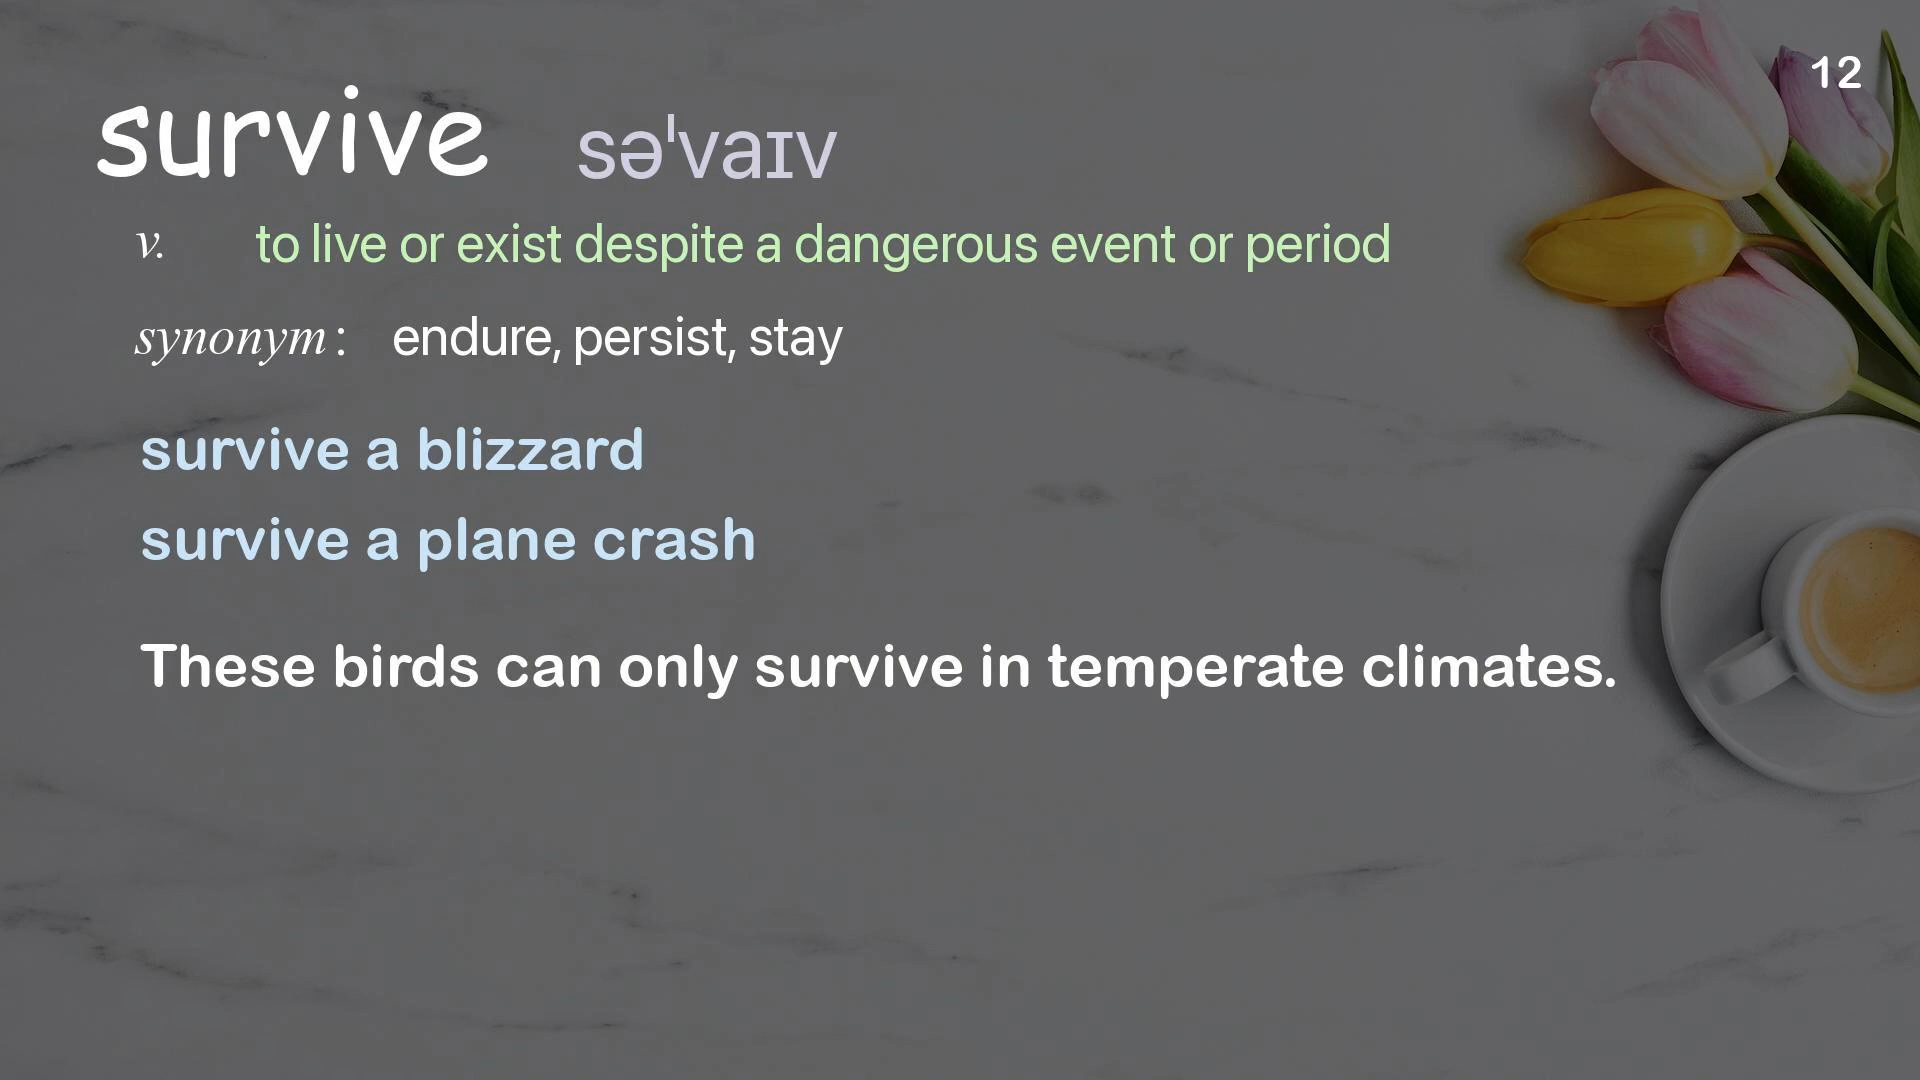 12
survive səˈvaɪv
v. to live or exist despite a dangerous event or period
synonym : endure, persist, stay
survive a blizzard
survive a plane crash
These birds can only survive in temperate climates.